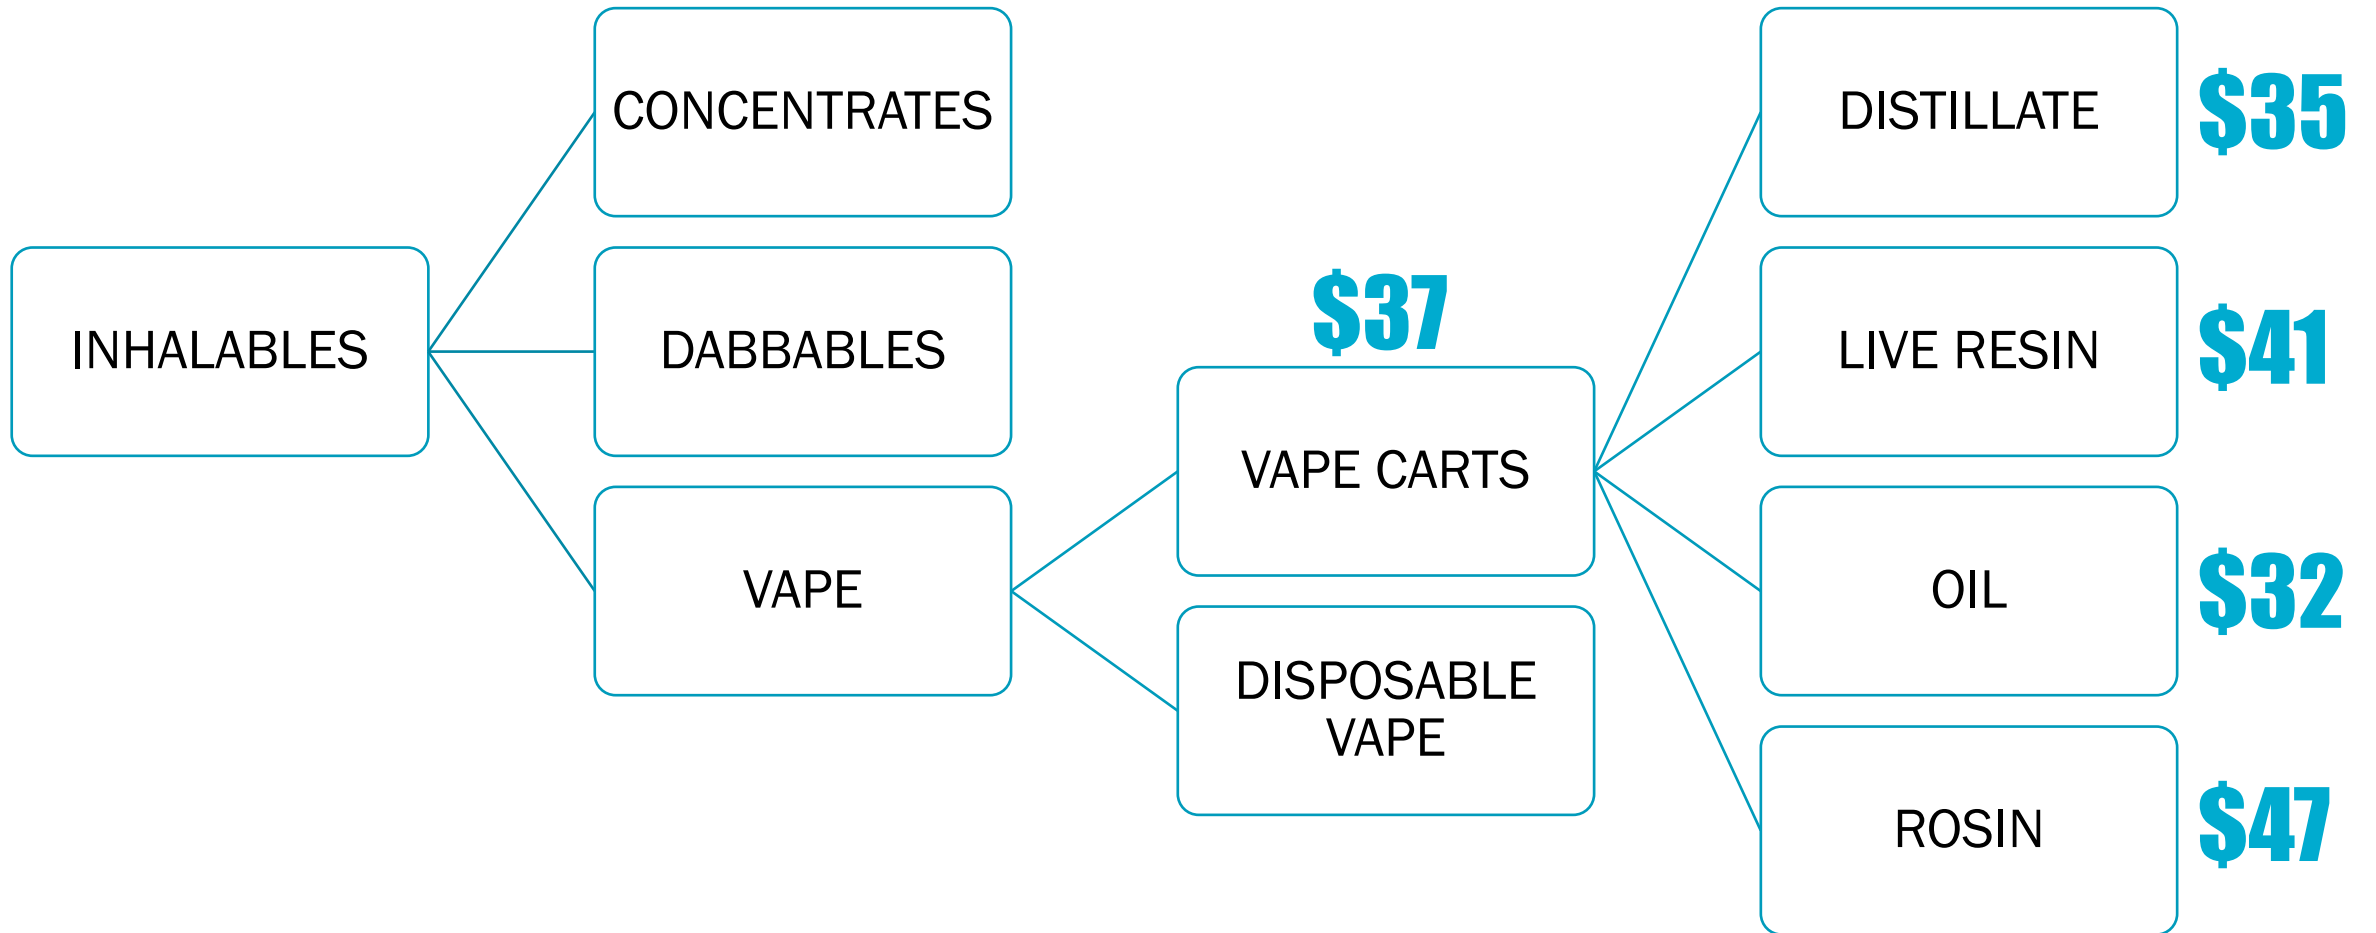 INHALABLES
CONCENTRATES
DABBABLES
VAPE
$37
VAPE CARTS
DISPOSABLE
VAPE
DISTILLATE
$35
LIVE RESIN
$41
OIL
$32
ROSIN
$47